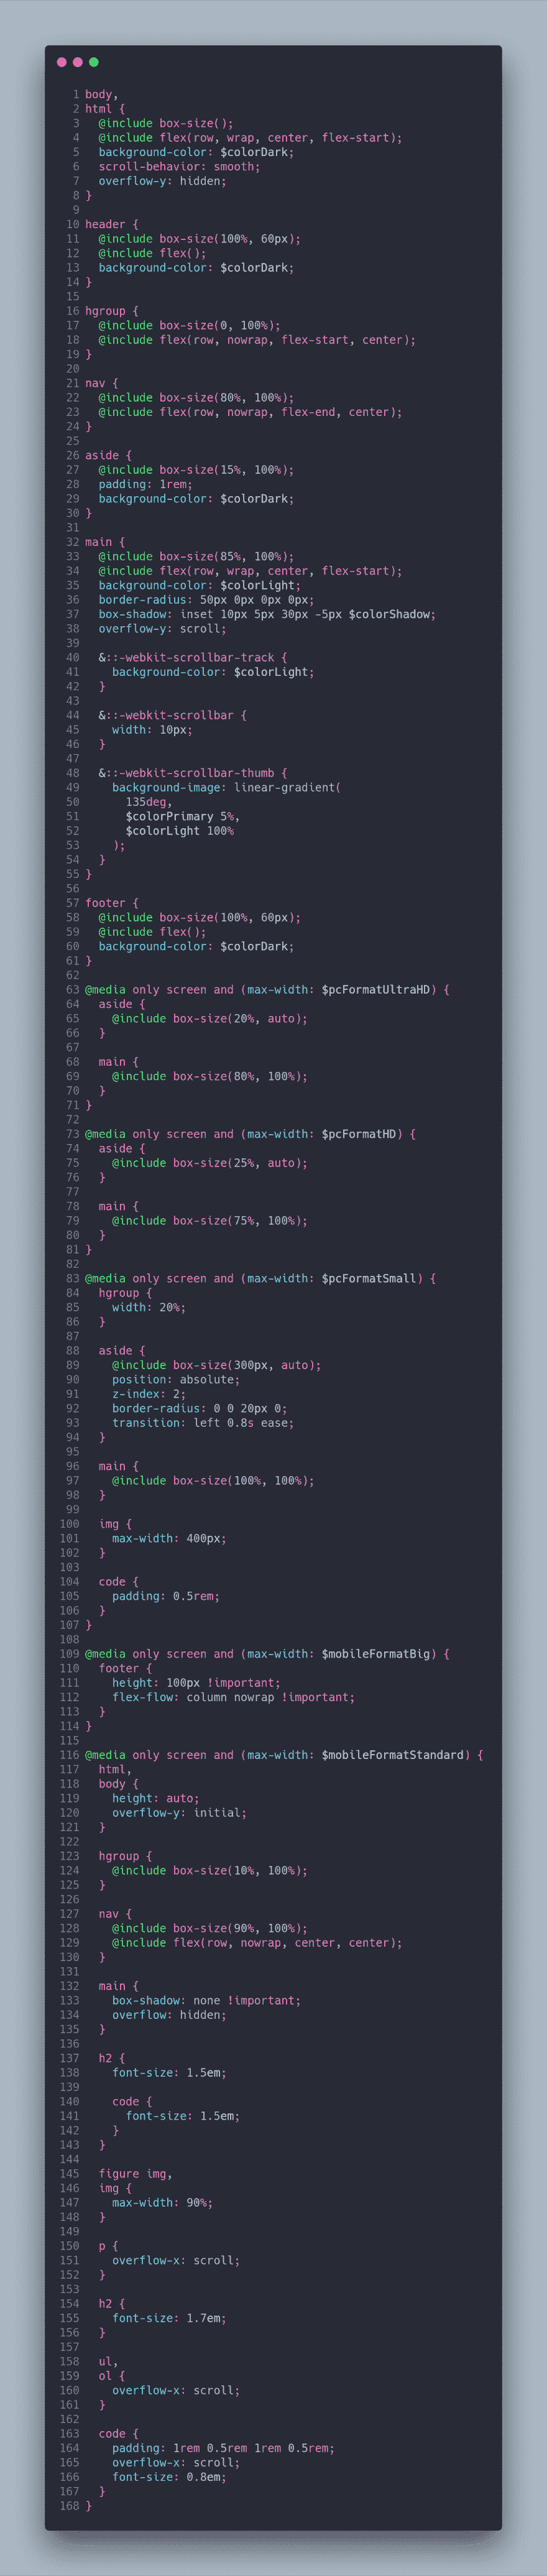 1 body,
2 html {
3   @include box-size();
4   @include flex(row, wrap, center, flex-start);
5   background-color: $colorDark;
6   scroll-behavior: smooth;
7   overflow-y: hidden;
8 }
9
10 header {
11   @include box-size(100%, 60px);
12   @include flex();
13   background-color: $colorDark;
14 }
15
16 hgroup {
17   @include box-size(0, 100%);
18   @include flex(row, nowrap, flex-start, center);
19 }
20
21 nav {
22   @include box-size(80%, 100%);
23   @include flex(row, nowrap, flex-end, center);
24 }
25
26 aside {
27   @include box-size(15%, 100%);
28   padding: 1rem;
29   background-color: $colorDark;
30 }
31
32 main {
33   @include box-size(85%, 100%);
34   @include flex(row, wrap, center, flex-start);
35   background-color: $colorLight;
36   border-radius: 50px 0px 0px 0px;
37   box-shadow: inset 10px 5px 30px -5px $colorShadow;
38   overflow-y: scroll;
39
40   &::-webkit-scrollbar-track {
41     background-color: $colorLight;
42   }
43
44   &::-webkit-scrollbar {
45     width: 10px;
46   }
47
48   &::-webkit-scrollbar-thumb {
49     background-image: linear-gradient(
50       135deg,
51       $colorPrimary 5%,
52       $colorLight 100%
53     );
54   }
55 }
56
57 footer {
58   @include box-size(100%, 60px);
59   @include flex();
60   background-color: $colorDark;
61 }
62
63 @media only screen and (max-width: $pcFormatUltraHD) {
64   aside {
65     @include box-size(20%, auto);
66   }
67
68   main {
69     @include box-size(80%, 100%);
70   }
71 }
72
73 @media only screen and (max-width: $pcFormatHD) {
74   aside {
75     @include box-size(25%, auto);
76   }
77
78   main {
79     @include box-size(75%, 100%);
80   }
81 }
82
83 @media only screen and (max-width: $pcFormatSmall) {
84   hgroup {
85     width: 20%;
86   }
87
88   aside {
89     @include box-size(300px, auto);
90     position: absolute;
91     z-index: 2;
92     border-radius: 0 0 20px 0;
93     transition: left 0.8s ease;
94   }
95
96   main {
97     @include box-size(100%, 100%);
98   }
99
100   img {
101     max-width: 400px;
102   }
103
104   code {
105     padding: 0.5rem;
106   }
107 }
108
109 @media only screen and (max-width: $mobileFormatBig) {
110   footer {
111     height: 100px !important;
112     flex-flow: column nowrap !important;
113   }
114 }
115
116 @media only screen and (max-width: $mobileFormatStandard) {
117   html,
118   body {
119     height: auto;
120     overflow-y: initial;
121   }
122
123   hgroup {
124     @include box-size(10%, 100%);
125   }
126
127   nav {
128     @include box-size(90%, 100%);
129     @include flex(row, nowrap, center, center);
130   }
131
132   main {
133     box-shadow: none !important;
134     overflow: hidden;
135   }
136
137   h2 {
138     font-size: 1.5em;
139
140     code {
141       font-size: 1.5em;
142     }
143   }
144
145   figure img,
146   img {
147     max-width: 90%;
148   }
149
150   p {
151     overflow-x: scroll;
152   }
153
154   h2 {
155     font-size: 1.7em;
156   }
157
158   ul,
159   ol {
160     overflow-x: scroll;
161   }
162
163   code {
164     padding: 1rem 0.5rem 1rem 0.5rem;
165     overflow-x: scroll;
166     font-size: 0.8em;
167   }
168 }